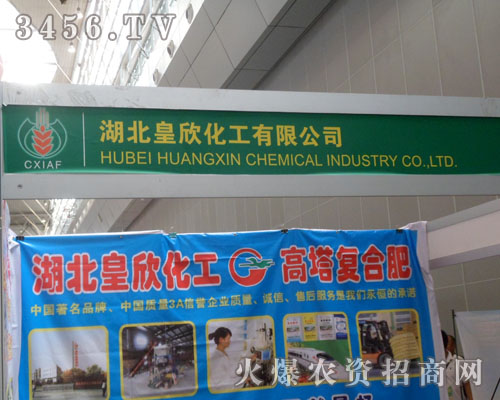 3456.TV
湖北皇欣化工有限公司
HUBEI HUANGXIN CHEMICAL INDUSTRY CO.,LTD.
CXIAF
湖北皇欣化工 高塔复合肥
中国著名品牌、中国质量3A信誉企业质量、诚信、售后服务是我们永恒的承诺
火爆农资招商网